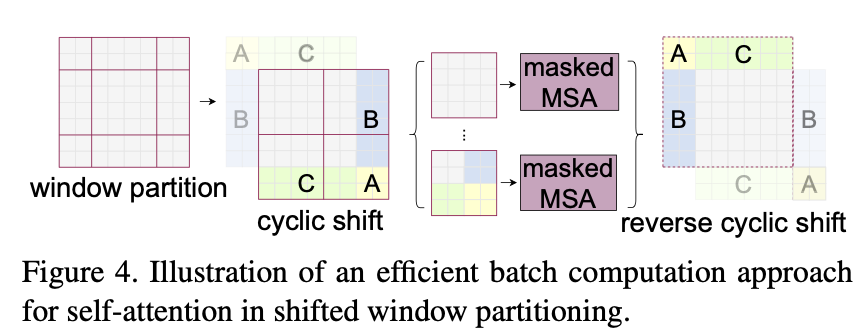 A C
B
B
C A
window partition
cyclic shift
masked
MSA
...
masked
MSA
A C
B
B
C A
reverse cyclic shift
Figure 4. Illustration of an efficient batch computation approach
for self-attention in shifted window partitioning.